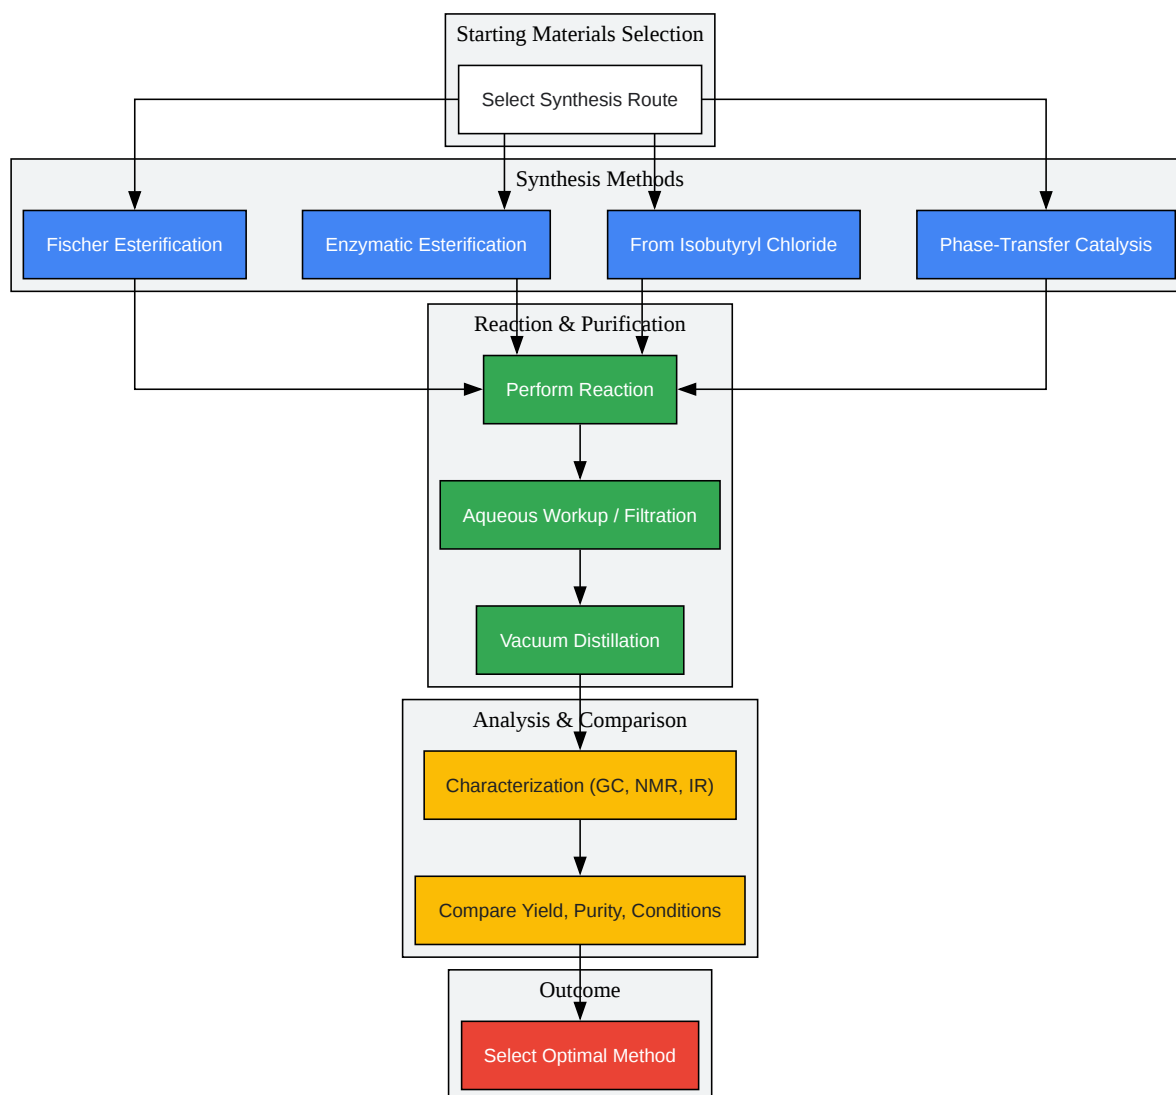 Starting Materials Selection
Select Synthesis Route
Synthesis Methods
Fischer Esterification
Enzymatic Esterification
From Isobutyryl Chloride
Phase-Transfer Catalysis
Reaction & Purification
Perform Reaction
Aqueous Workup / Filtration
Vacuum Distillation
Analysis & Comparison
Characterization (GC, NMR, IR)
Compare Yield, Purity, Conditions
Outcome
Select Optimal Method